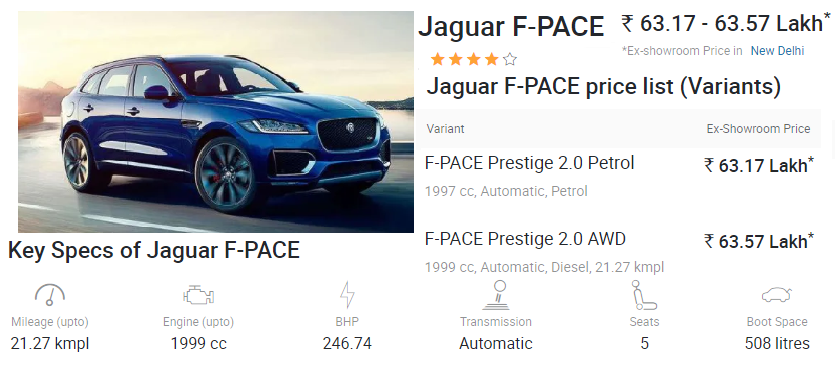 Jaguar F-PACE
₹ 63.17 - 63.57 Lakh*
*Ex-showroom Price in New Delhi
Jaguar F-PACE price list (Variants)
Variant
Ex-Showroom Price
F-PACE Prestige 2.0 Petrol
₹ 63.17 Lakh*
1997 cc, Automatic, Petrol
F-PACE Prestige 2.0 AWD
₹ 63.57 Lakh*
1999 cc, Automatic, Diesel, 21.27 kmpl
Key Specs of Jaguar F-PACE
Mileage (upto)
21.27 kmpl
Engine (upto)
1999 cc
BHP
246.74
Transmission
Automatic
Seats
5
Boot Space
508 litres